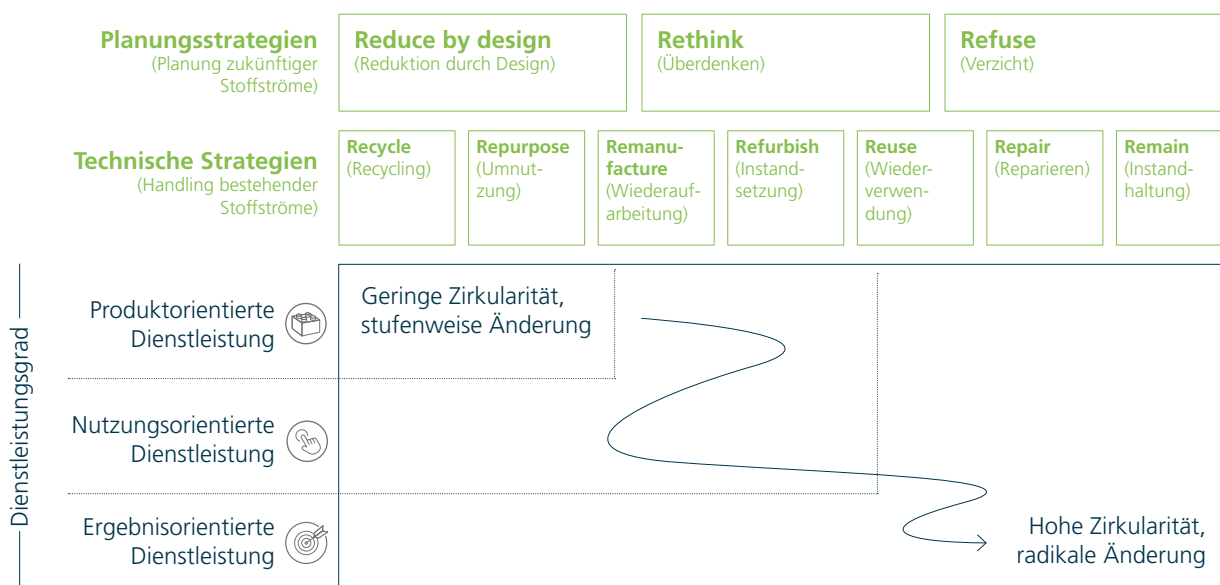 Planungsstrategien
(Planung zukünftiger
Stoffströme)
Reduce by design
(Reduktion durch Design)
Rethink
(Überdenken)
Refuse
(Verzicht)
Technische Strategien
(Handling bestehender
Stoffströme)
Recycle
(Recycling)
Repurpose
(Umnut-
zung)
Remanu-
facture
(Wiederauf-
arbeitung)
Refurbish
(Instand-
setzung)
Reuse
(Wieder-
verwen-
dung)
Repair
(Reparieren)
Remain
(Instand-
haltung)
Dienstleistungsgrad
Produktorientierte
Dienstleistung
Geringe Zirkularität,
stufenweise Änderung
Nutzungsorientierte
Dienstleistung
Ergebnisorientierte
Dienstleistung
Hohe Zirkularität,
radikale Änderung